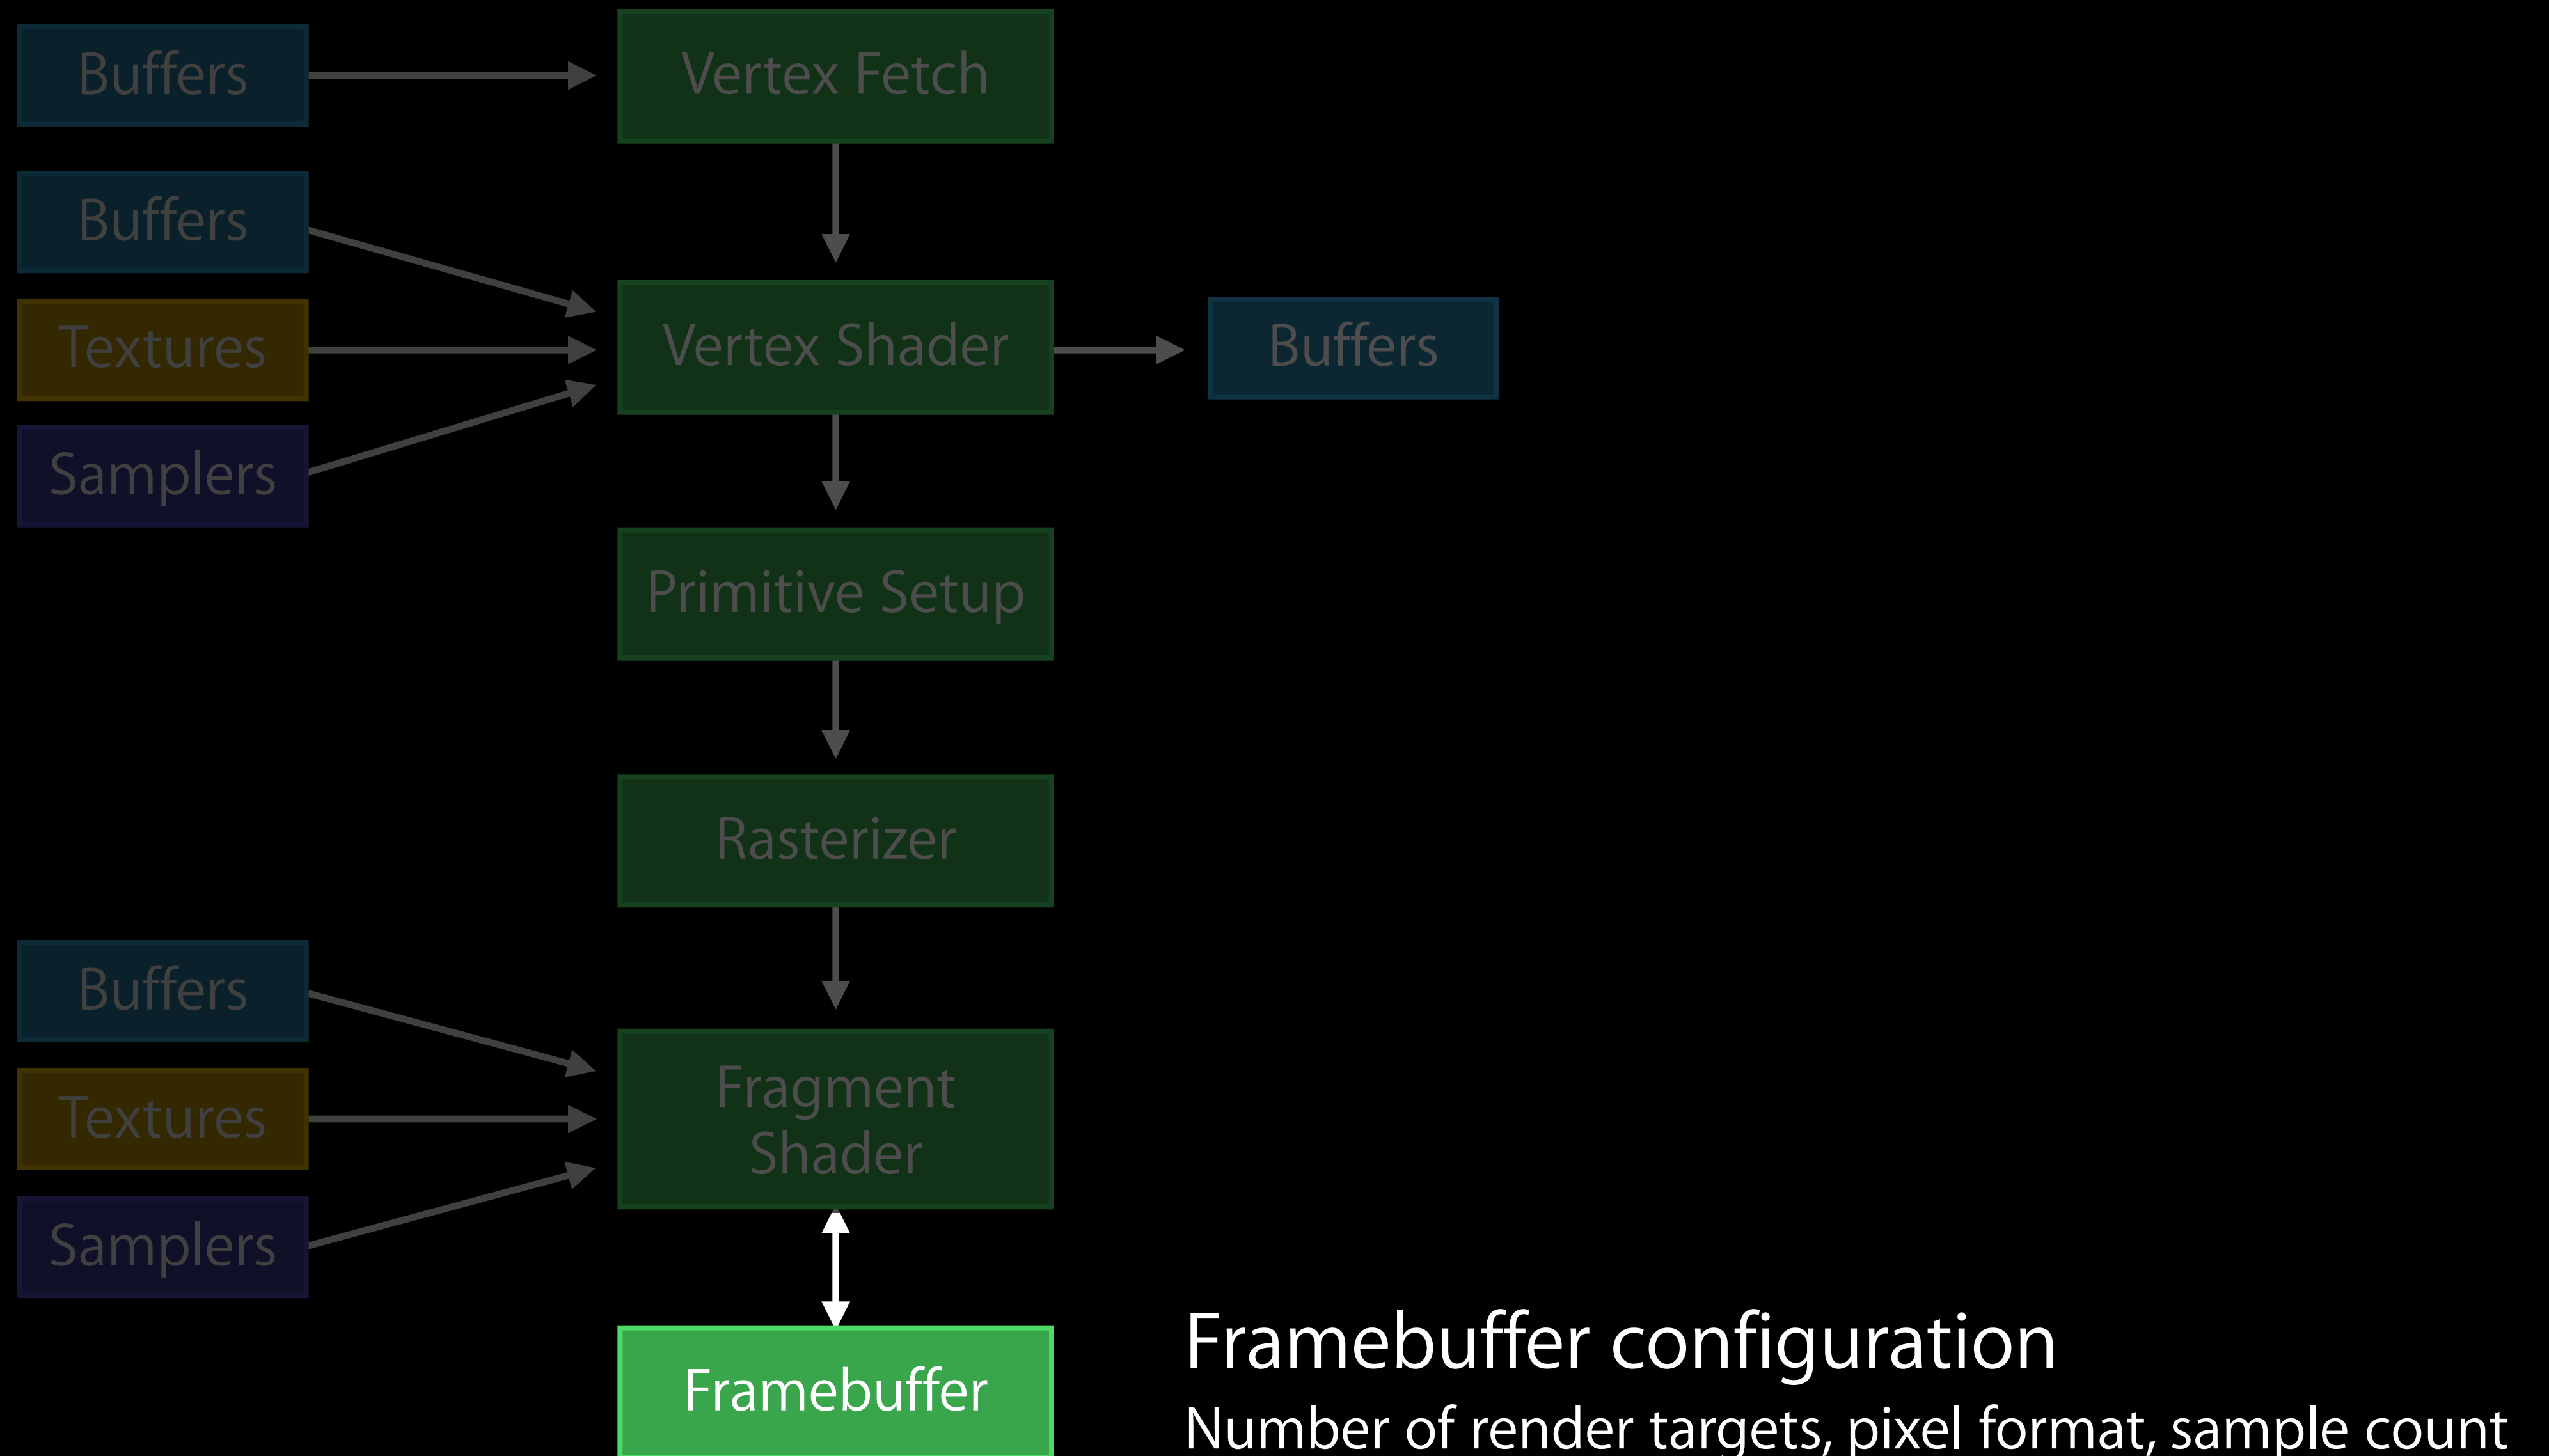 Buffers
Vertex Fetch
Buffers
Textures
Vertex Shader
Buffers
Samplers
Primitive Setup
Rasterizer
Buffers
Textures
Fragment
Shader
Samplers
Framebuffer
Framebuffer configuration
Number of render targets, pixel format, sample count